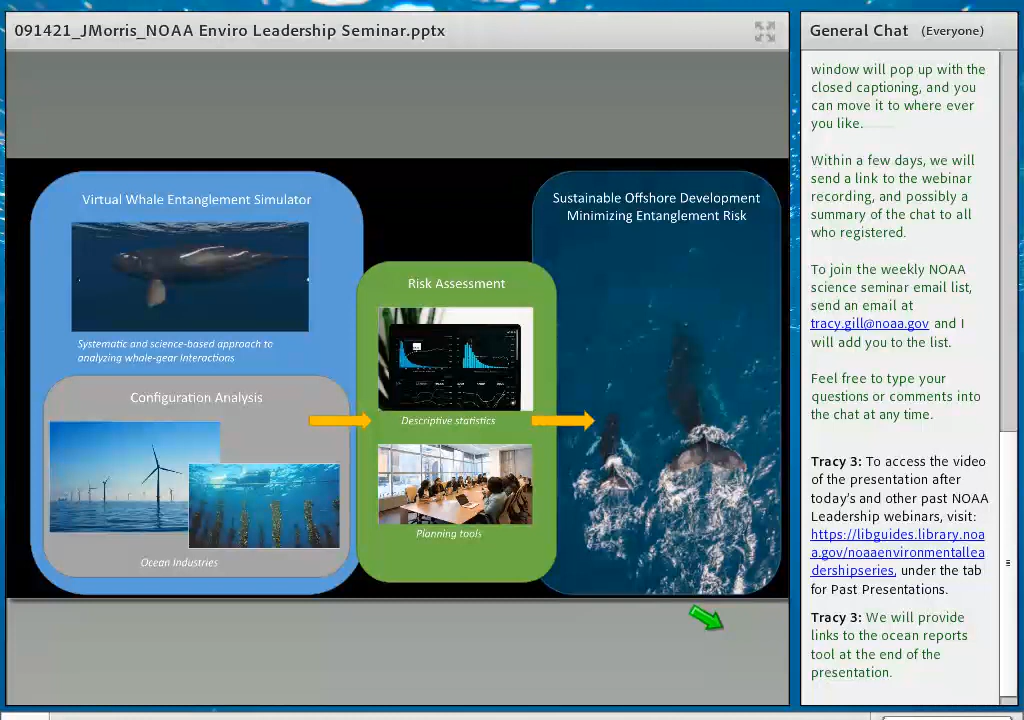 091421_JMorris_NOAA Enviro Leadership Seminar.pptx
Virtual Whale Entanglement Simulator
Systematic and science-based approach to
analyzing whale-gear Interactions
Configuration Analysis
Ocean Industries
Risk Assessment
Descriptive statistics
Planning tools
Sustainable Offshore Development
Minimizing Entanglement Risk
General Chat (Everyone)
window will pop up with the
closed captioning, and you
can move it to where ever
you like.
Within a few days, we will
send a link to the webinar
recording, and possibly a
summary of the chat to all
who registered.
To join the weekly NOAA
science seminar email list,
send an email at
tracy.gill@noaa.gov and I
will add you to the list.
Feel free to type your
questions or comments into
the chat at any time.
Tracy 3: To access the video
of the presentation after
today's and other past NOAA
Leadership webinars, visit:
https://libguides.library.noa
a.gov/noaaenvironmentallea
dershipseries, under the tab
for Past Presentations.
Tracy 3: We will provide
links to the ocean reports
tool at the end of the
presentation.